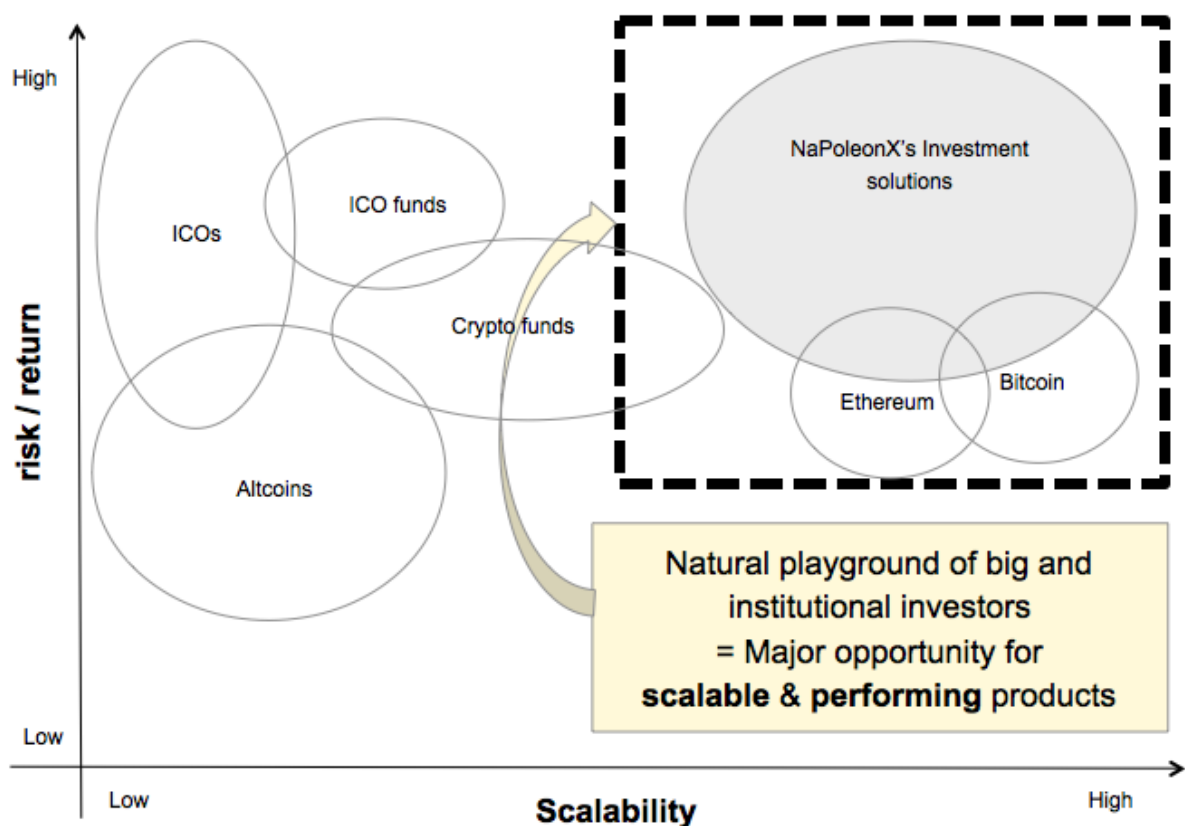 High
NaPoleonX's Investment
solutions
ICO funds
ICOs
Crypto funds
risk / return
Bitcoin
Ethereum
Altcoins
Natural playground of big and
institutional investors
= Major opportunity for
scalable & performing products
Low
Low
Scalability
High